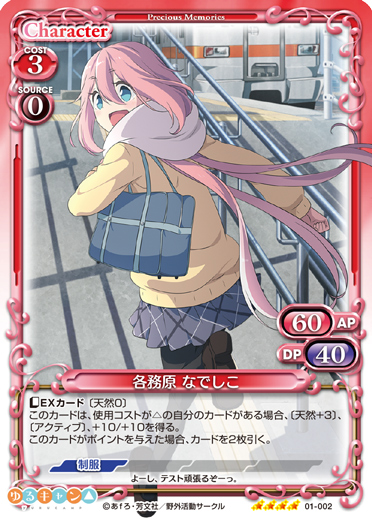 Precious Memories
Character
COST
3
SOURCE
0
60 AP
DP 40
各務原 なでしこ
EXカード〔天然0〕
このカードは、使用コストが△の自分のカードがある場合、〔天然+3〕、
〔アクティブ〕、+10/+10を得る。
このカードがポイントを与えた場合、カードを2枚引く。
制服
よーし、テスト頑張るぞーっ。
ゆるキャン△
©あfろ・芳文社/野外活動サークル
01-002